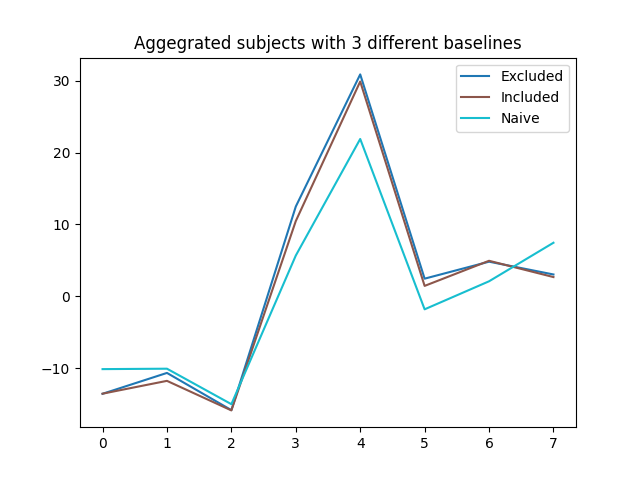 Aggegrated subjects with 3 different baselines
30
20
10
0
−10
Excluded
Included
Naive
0 1 2 3 4 5 6 7